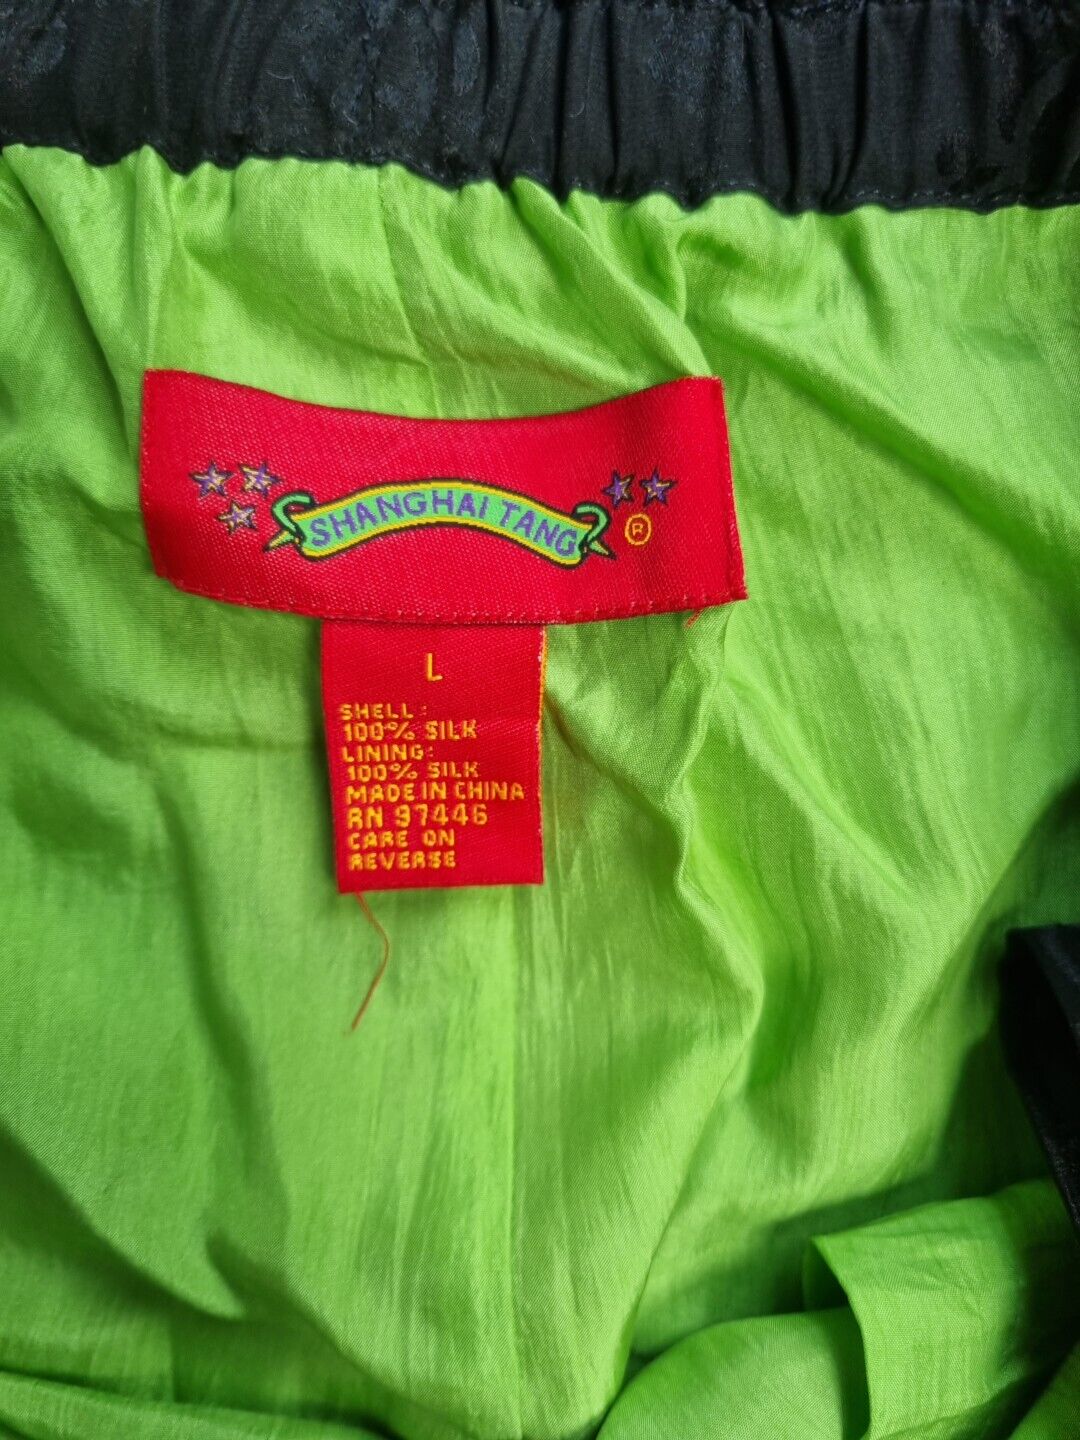 SHANGHAI TANG
®
L
SHELL:
100% SILK
LINING:
100% SILK
MADE IN CHINA
RN 97446
CARE ON
REVERSE